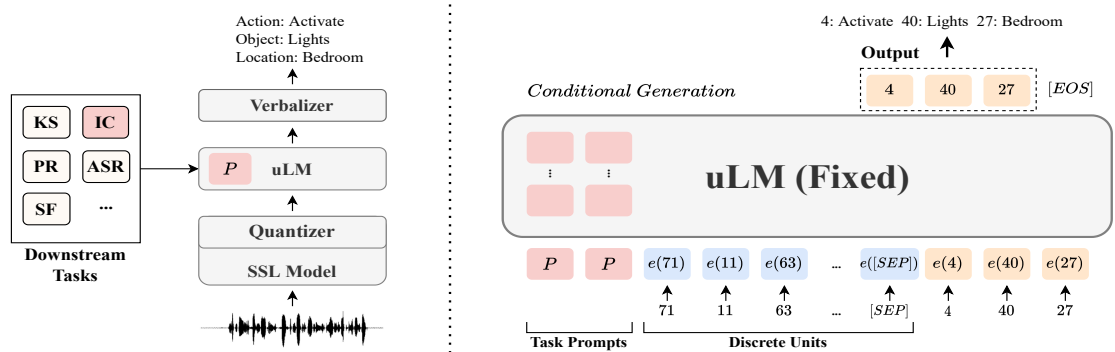 Action: Activate
Object: Lights
Location: Bedroom
Verbalizer
KS IC
PR ASR
SF ...
Downstream
Tasks
P uLM
Quantizer
SSL Model
4: Activate 40: Lights 27: Bedroom
Output
Conditional Generation
4 40 27 [EOS]
uLM (Fixed)
P P e(71) e(11) e(63) ... e([SEP]) e(4) e(40) e(27)
71 11 63 ... [SEP] 4 40 27
Task Prompts Discrete Units